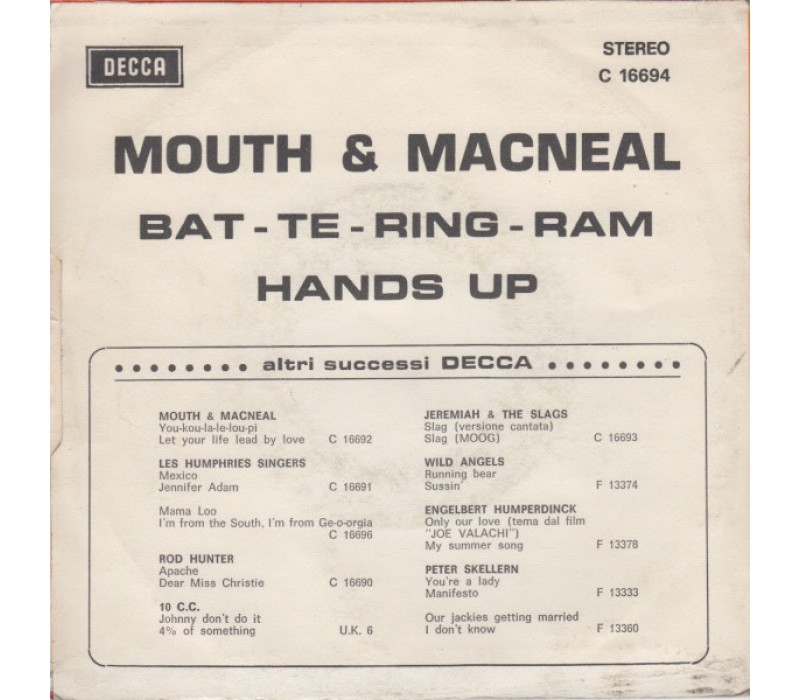 DECCA
STEREO
C 16694
MOUTH & MACNEAL
BAT - TE - RING - RAM
HANDS UP
altri successi DECCA
MOUTH & MACNEAL
You-kou-la-le-lou-pi
Let your life lead by love C 16692
LES HUMPHRIES SINGERS
Mexico
Jennifer Adam C 16691
Mama Loo
I'm from the South, I'm from Ge-o-orgia
C 16696
ROD HUNTER
Apache
Dear Miss Christie C 16690
10 C.C.
Johnny don't do it
4% of something U.K. 6
JEREMIAH & THE SLAGS
Slag (versione cantata)
Slag (MOOG) C 16693
WILD ANGELS
Running bear
Sussin' F 13374
ENGELBERT HUMPERDINCK
Only our love (tema dal film
"JOE VALACHI")
My summer song F 13378
PETER SKELLERN
You're a lady
Manifesto F 13333
Our jackies getting married
I don't know F 13360